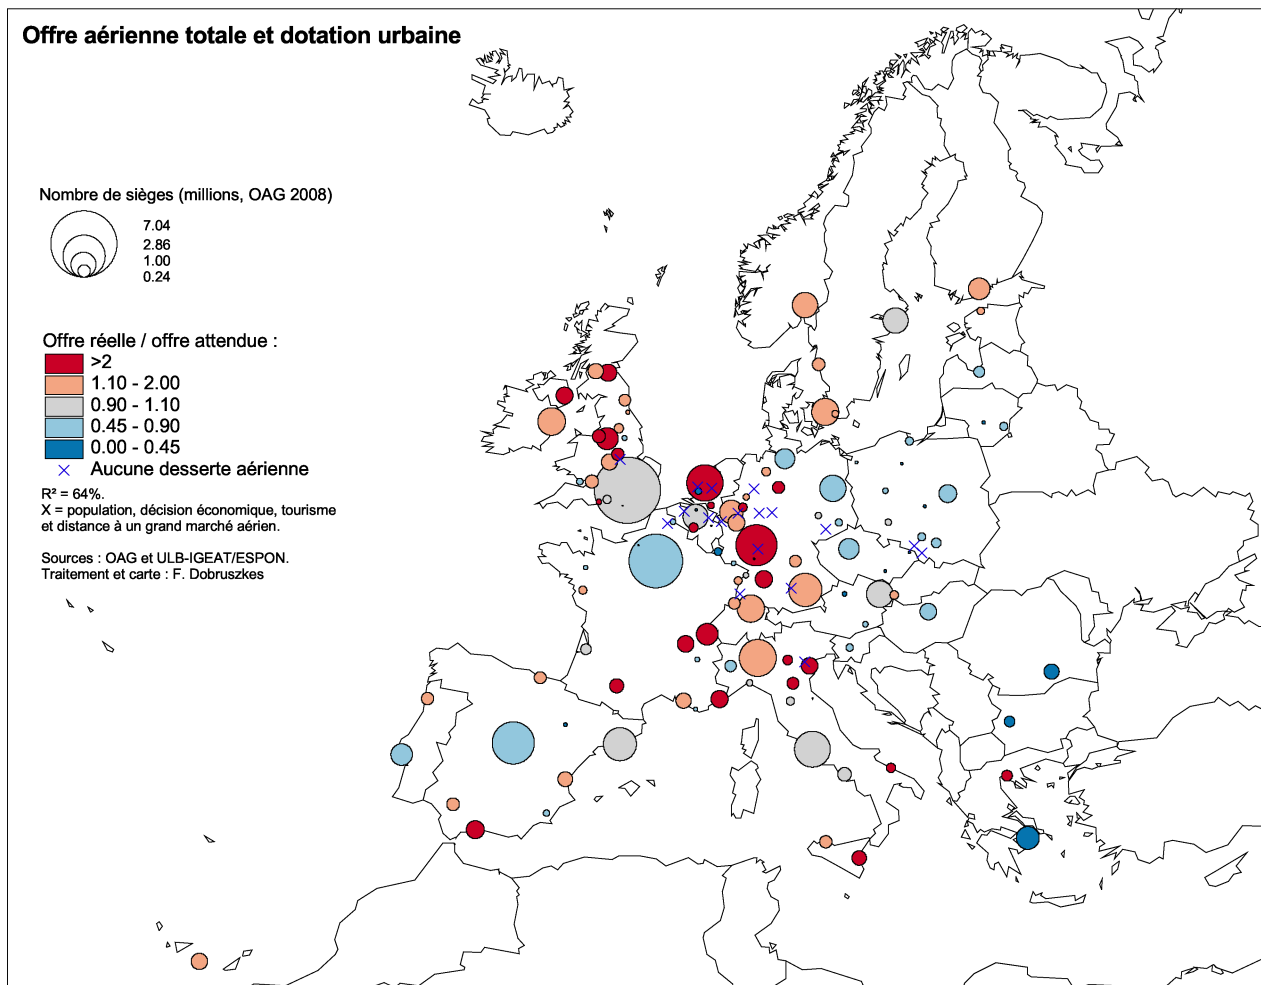 Offre aérienne totale et dotation urbaine
Nombre de sièges (millions, OAG 2008)
7.04
2.86
1.00
0.24
Offre réelle / offre attendue :
>2
1.10 - 2.00
0.90 - 1.10
0.45 - 0.90
0.00 - 0.45
Aucune desserte aérienne
R² = 64%.
X = population, décision économique, tourisme
et distance à un grand marché aérien.
Sources : OAG et ULB-IGEAT/ESPON.
Traitement et carte : F. Dobruszkes